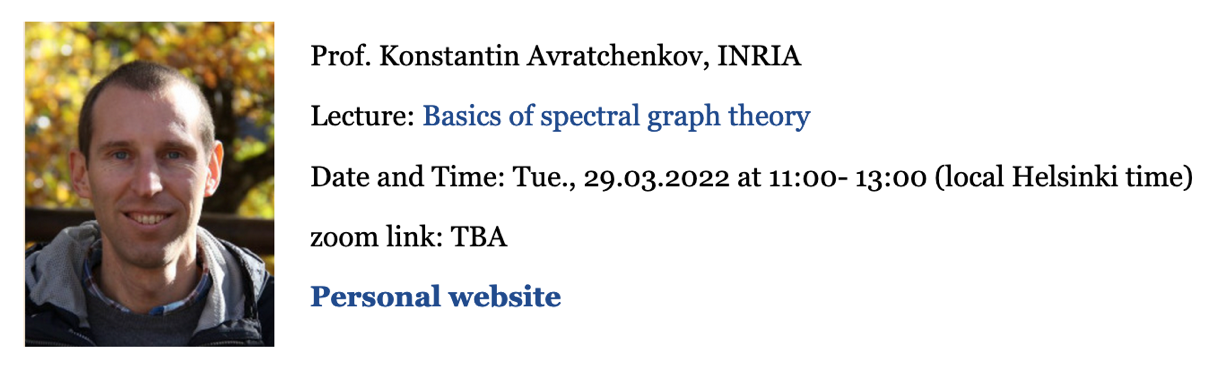 Prof. Konstantin Avratchenkov, INRIA
Lecture: Basics of spectral graph theory
Date and Time: Tue., 29.03.2022 at 11:00- 13:00 (local Helsinki time)
zoom link: TBA
Personal website